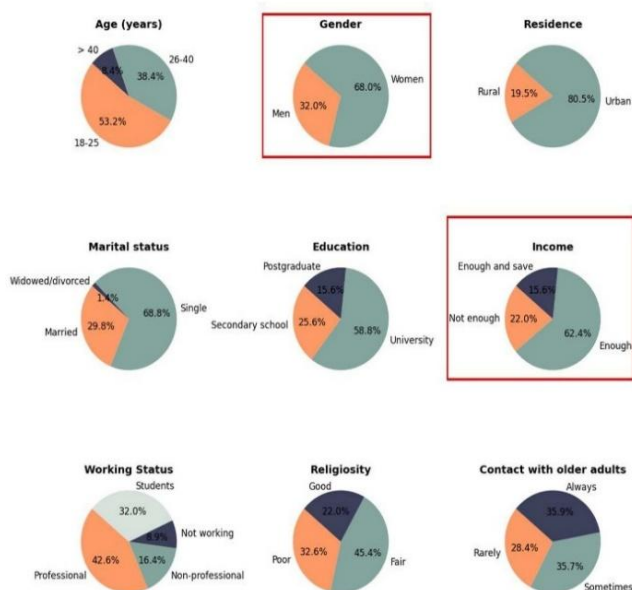 Age (years)
> 40
8.4%
26-40
38.4%
53.2%
18-25
Gender
Women
68.0%
Men
32.0%
Residence
Rural
19.5%
80.5%
Urban
Marital status
Widowed/divorced
1.4%
68.8%
Single
Married
29.8%
Education
Postgraduate
15.6%
Secondary school
25.6%
58.8%
University
Income
Enough and save
15.6%
Not enough
22.0%
62.4%
Enough
Working Status
Students
32.0%
Not working
8.9%
42.6%
16.4%
Professional
Non-professional
Religiosity
Good
22.0%
Poor
32.6%
45.4%
Fair
Contact with older adults
Always
35.9%
Rarely
28.4%
35.7%
Sometimes